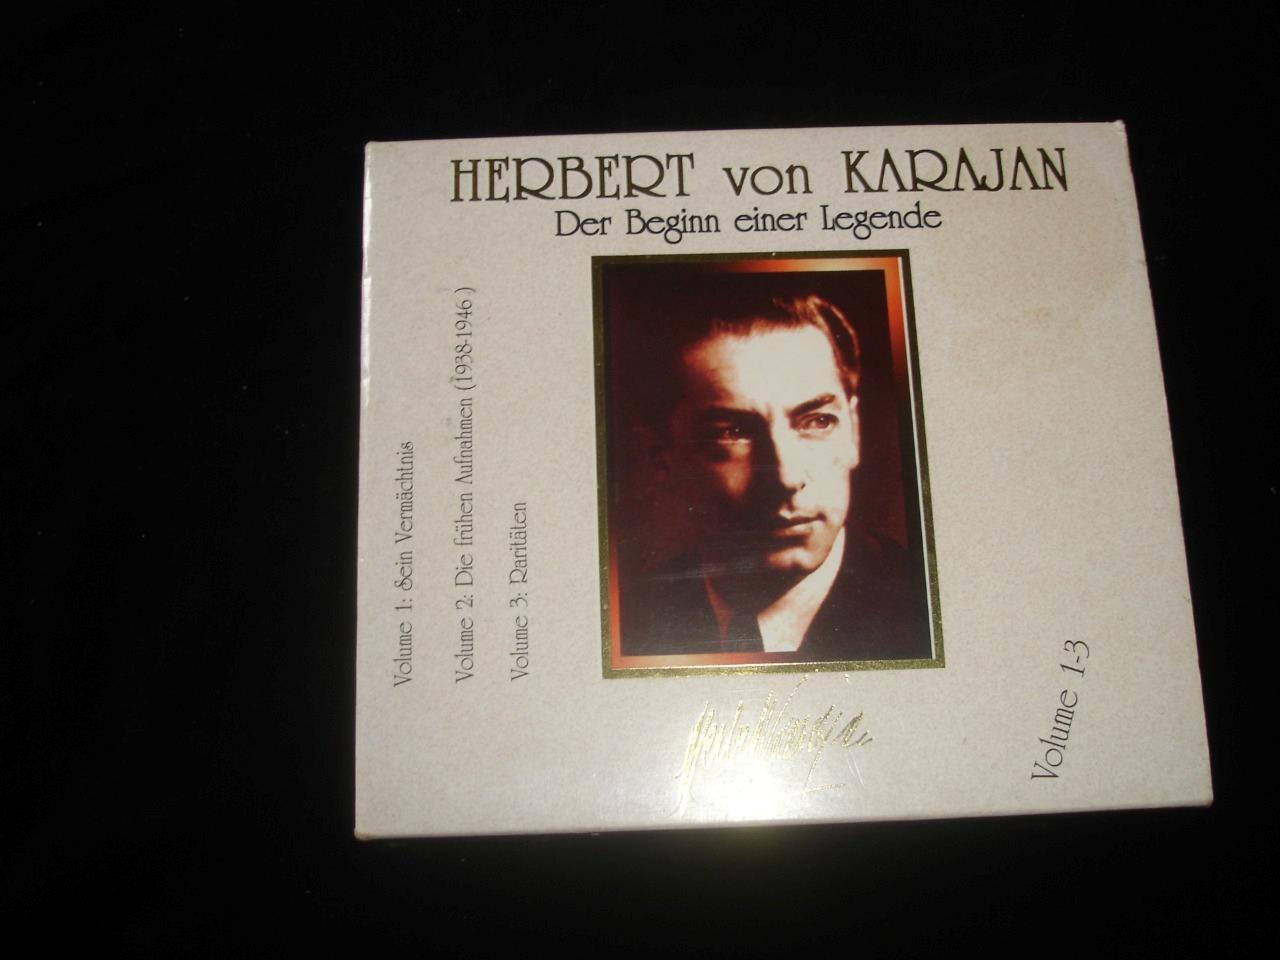 HERBERT von KARAJAN
Der Beginn einer Legende
Volume 1: Sein Vermächtnis
Volume 2: Die frühen Aufnahmen (1938-1946 )
Volume 3: Raritäten
Volume 1-3